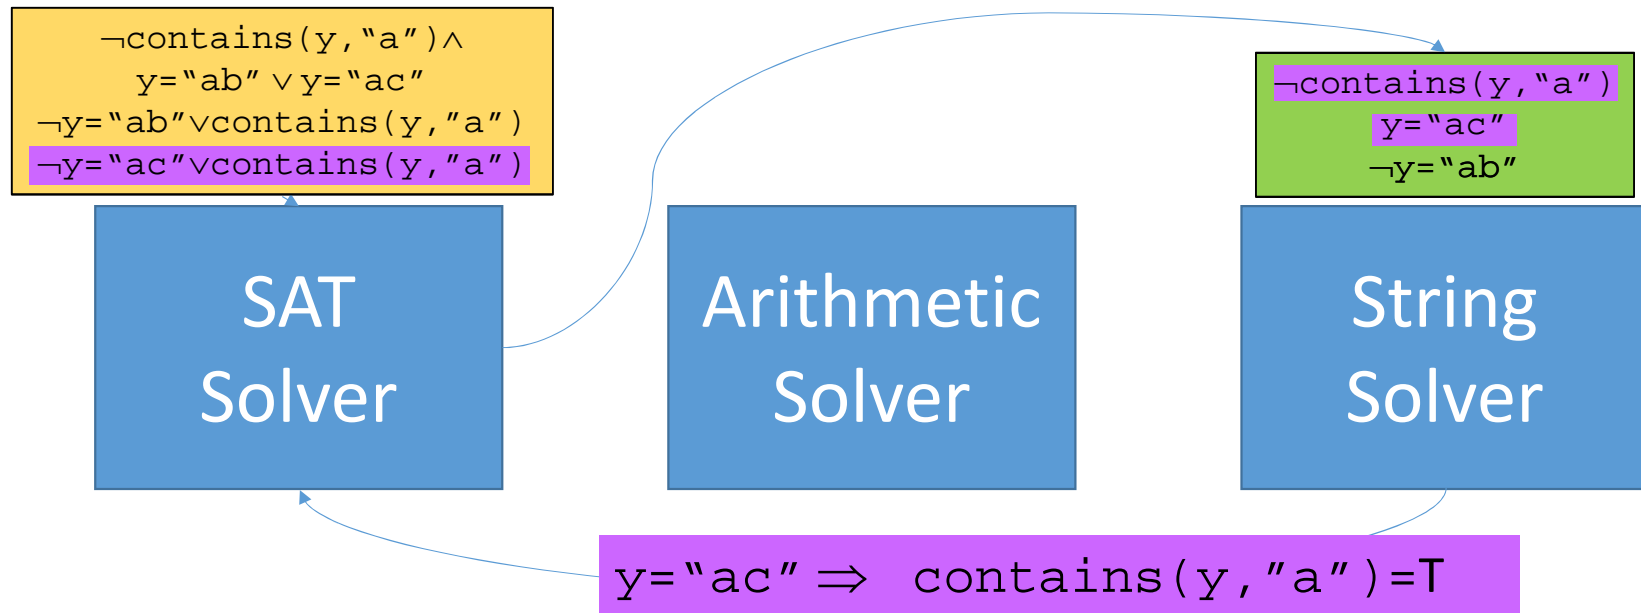 ¬contains(y,“a”)∧
y=“ab” ∨ y=“ac”
¬y=“ab”∨contains(y,”a”)
¬y=“ac”∨contains(y,”a”)
¬contains(y,“a”)
y=“ac”
¬y=“ab”
SAT
Solver
Arithmetic
Solver
String
Solver
y=“ac” ⇒ contains(y,”a”)=T